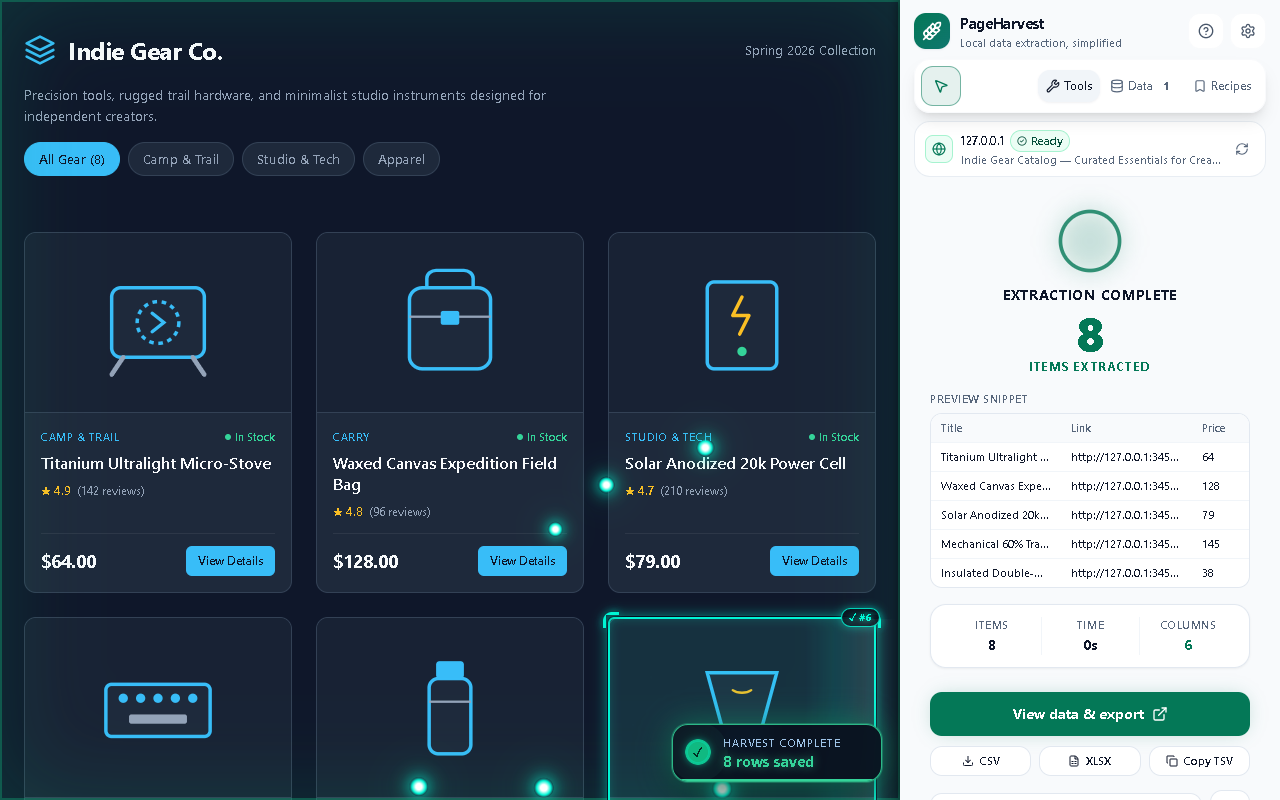 Indie Gear Co.
Spring 2026 Collection
Precision tools, rugged trail hardware, and minimalist studio instruments designed for
independent creators.
All Gear (8)
Camp & Trail
Studio & Tech
Apparel
CAMP & TRAIL
In Stock
Titanium Ultralight Micro-Stove
★ 4.9 (142 reviews)
$64.00
View Details
CARRY
In Stock
Waxed Canvas Expedition Field
Bag
★ 4.8 (96 reviews)
$128.00
View Details
STUDIO & TECH
In Stock
Solar Anodized 20k Power Cell
★ 4.7 (210 reviews)
$79.00
View Details
✓ #6
HARVEST COMPLETE
8 rows saved
PageHarvest
Local data extraction, simplified
Tools
Data 1
Recipes
127.0.0.1
Ready
Indie Gear Catalog — Curated Essentials for Crea...
EXTRACTION COMPLETE
8
ITEMS EXTRACTED
PREVIEW SNIPPET
Title Link Price
Titanium Ultralight ... http://127.0.0.1:345... 64
Waxed Canvas Expe... http://127.0.0.1:345... 128
Solar Anodized 20k... http://127.0.0.1:345... 79
Mechanical 60% Tra... http://127.0.0.1:345... 145
Insulated Double-... http://127.0.0.1:345... 38
ITEMS TIME COLUMNS
8 0s 6
View data & export
CSV
XLSX
Copy TSV